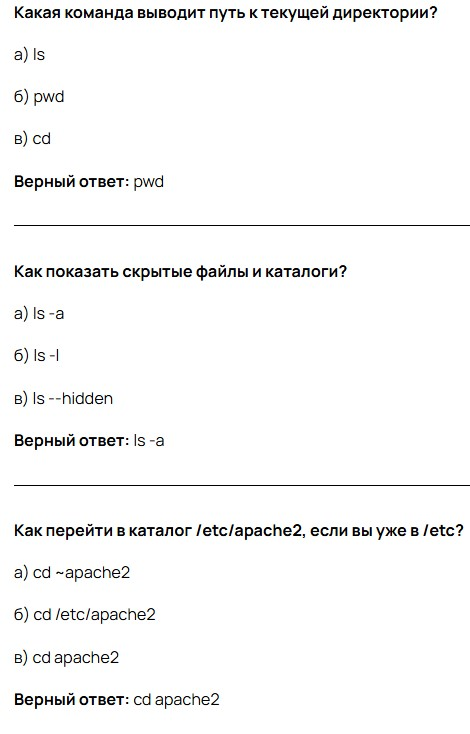 Какая команда выводит путь к текущей директории?
а) ls
б) pwd
в) cd
Верный ответ: pwd
Как показать скрытые файлы и каталоги?
а) ls -a
б) ls -l
в) ls --hidden
Верный ответ: ls -a
Как перейти в каталог /etc/apache2, если вы уже в /etc?
а) cd ~apache2
б) cd /etc/apache2
в) cd apache2
Верный ответ: cd apache2